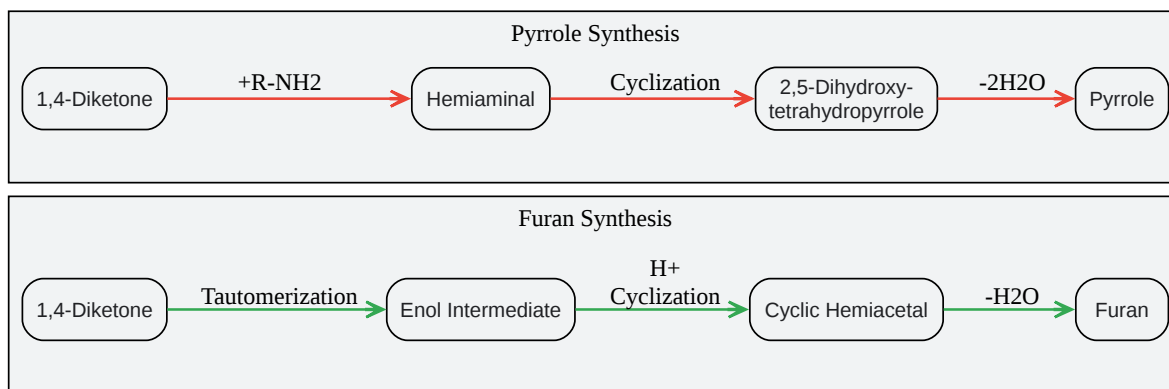 Pyrrole Synthesis
1,4-Diketone
+R-NH2
Hemiaminal
Cyclization
2,5-Dihydroxy-
tetrahydropyrrole
-2H2O
Pyrrole
Furan Synthesis
1,4-Diketone
Tautomerization
Enol Intermediate
H+
Cyclization
Cyclic Hemiacetal
-H2O
Furan